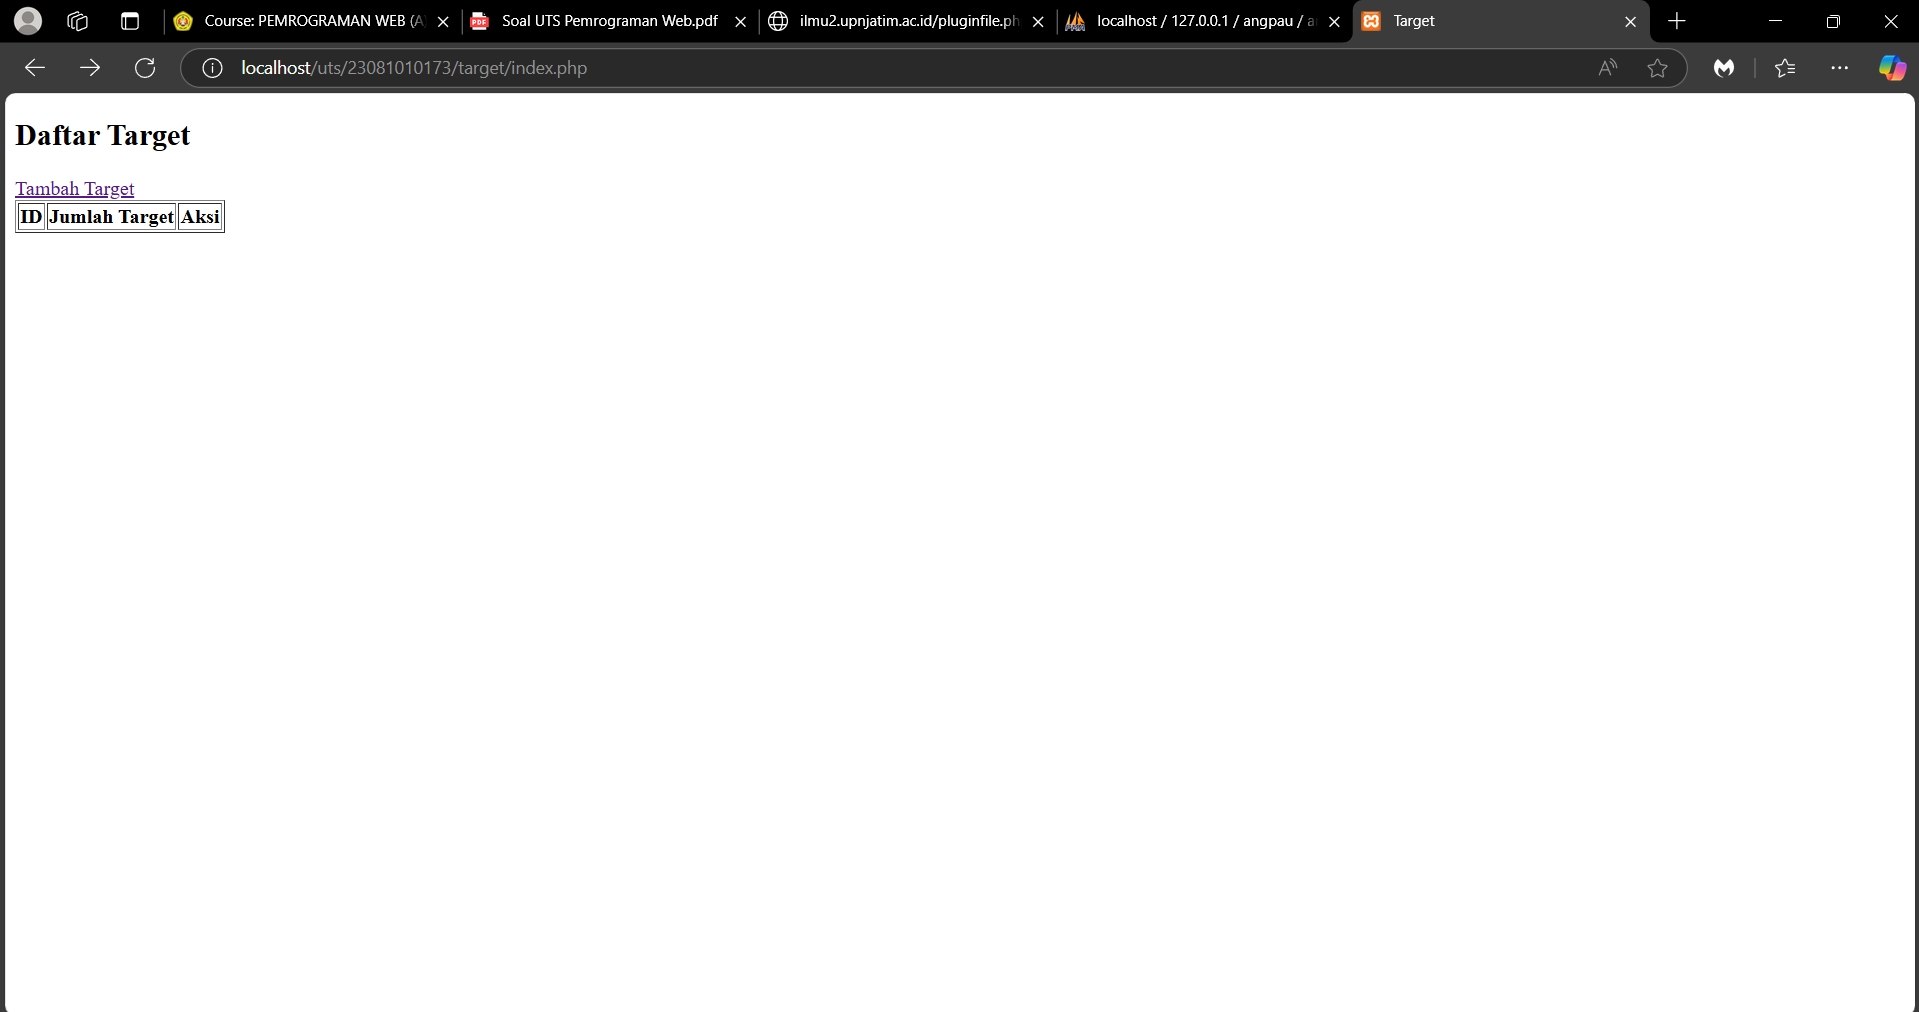 Course: PEMROGRAMAN WEB (A)
Soal UTS Pemrograman Web.pdf
ilmu2.upnjatim.ac.id/pluginfile.ph
localhost / 127.0.0.1 / angpau / a
Target
localhost/uts/23081010173/target/index.php
Daftar Target
Tambah Target
ID Jumlah Target Aksi